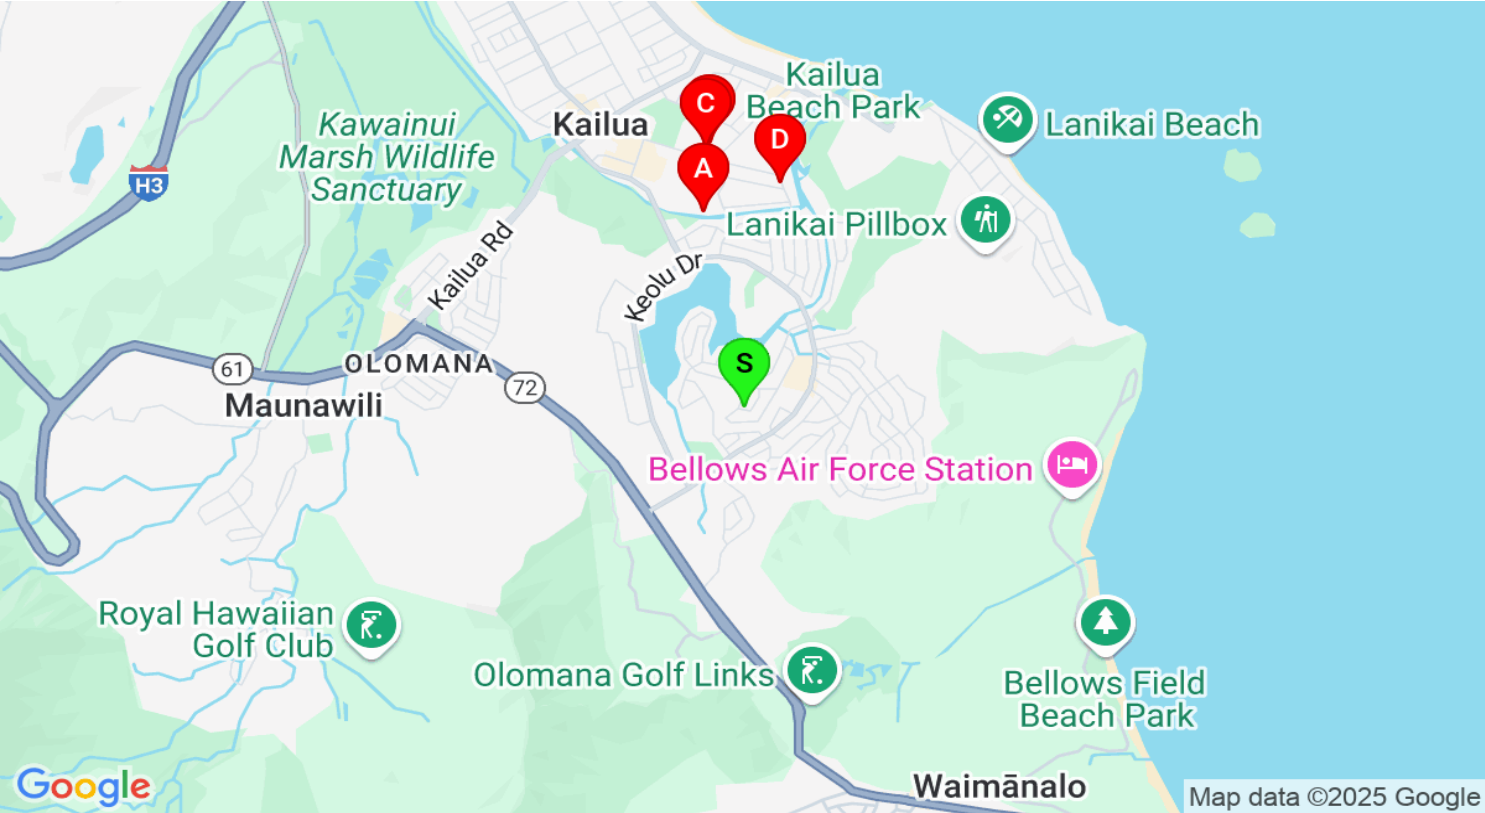 Kailua
Beach Park
C
Kailua
Lanikai Beach
Kawainui
Marsh Wildlife
Sanctuary
D
A
H3
Lanikai Pillbox
Kailua Rd
Keolu Dr
S
61
OLOMANA
72
Maunawili
Bellows Air Force Station
Royal Hawaiian
Golf Club
Olomana Golf Links
Bellows Field
Beach Park
Google
Waimānalo
Map data ©2025 Google